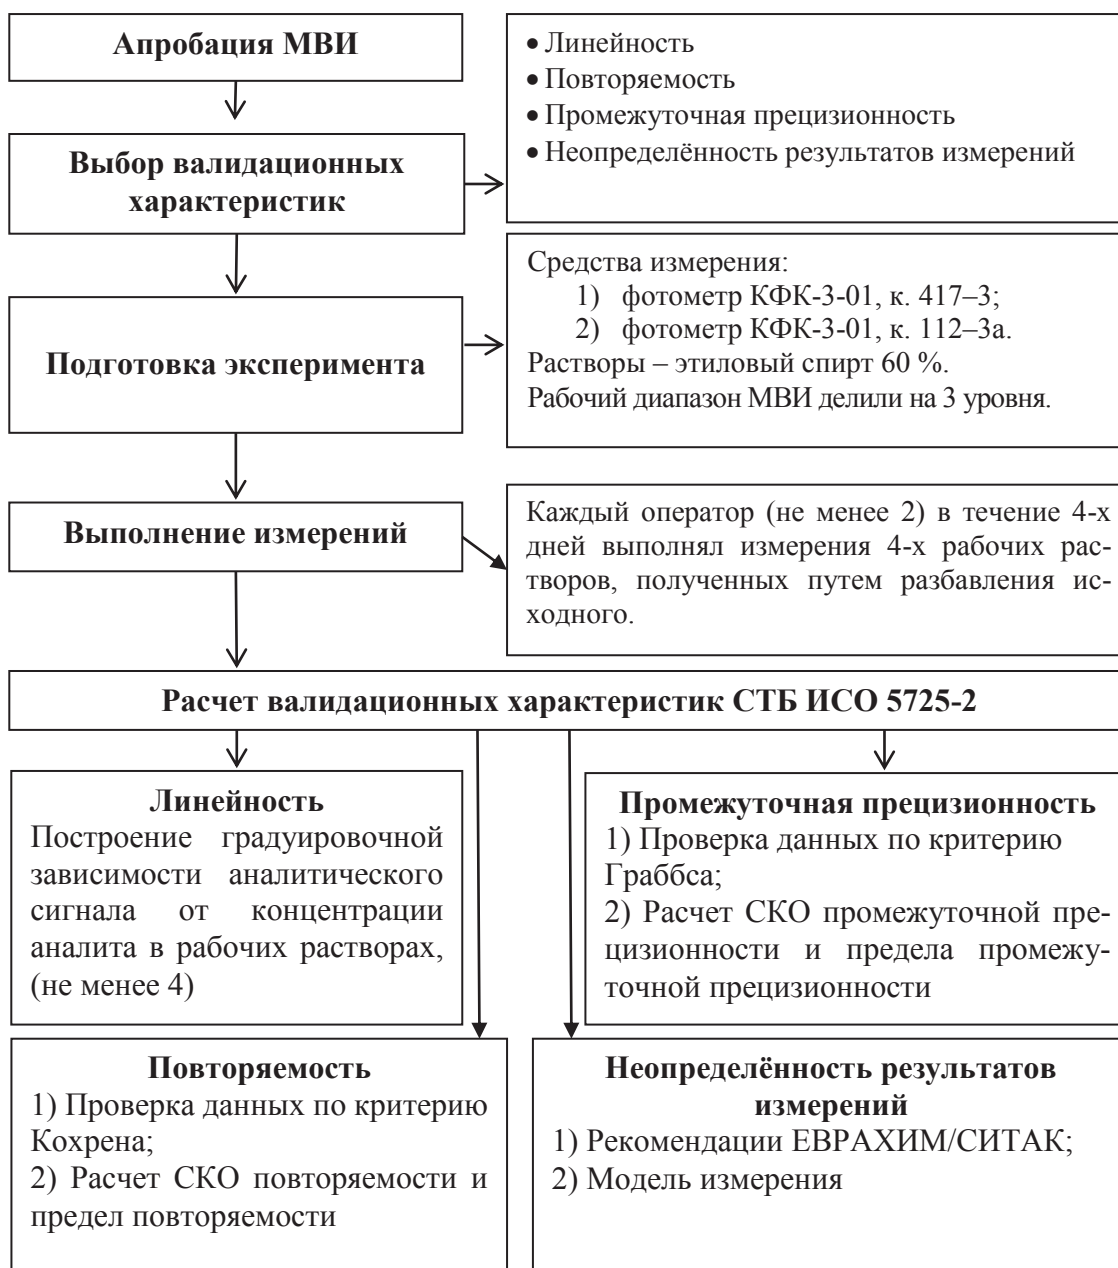 Апробация МВИ
• Линейность
• Повторяемость
• Промежуточная прецизионность
• Неопределённость результатов измерений
Выбор валидационных
характеристик
Средства измерения:
1) фотометр КФК-3-01, к. 417–3;
2) фотометр КФК-3-01, к. 112–3а.
Растворы – этиловый спирт 60 %.
Рабочий диапазон МВИ делили на 3 уровня.
Подготовка эксперимента
Выполнение измерений
Каждый оператор (не менее 2) в течение 4-х
дней выполнял измерения 4-х рабочих рас-
творов, полученных путем разбавления ис-
ходного.
Расчет валидационных характеристик СТБ ИСО 5725-2
Линейность
Построение градуировочной
зависимости аналитического
сигнала от концентрации
аналита в рабочих растворах,
(не менее 4)
Промежуточная прецизионность
1) Проверка данных по критерию
Граббса;
2) Расчет СКО промежуточной пре-
цизионности и предела промежу-
точной прецизионности
Повторяемость
1) Проверка данных по критерию
Кохрена;
2) Расчет СКО повторяемости и
предел повторяемости
Неопределённость результатов
измерений
1) Рекомендации ЕВРАХИМ/СИТАК;
2) Модель измерения